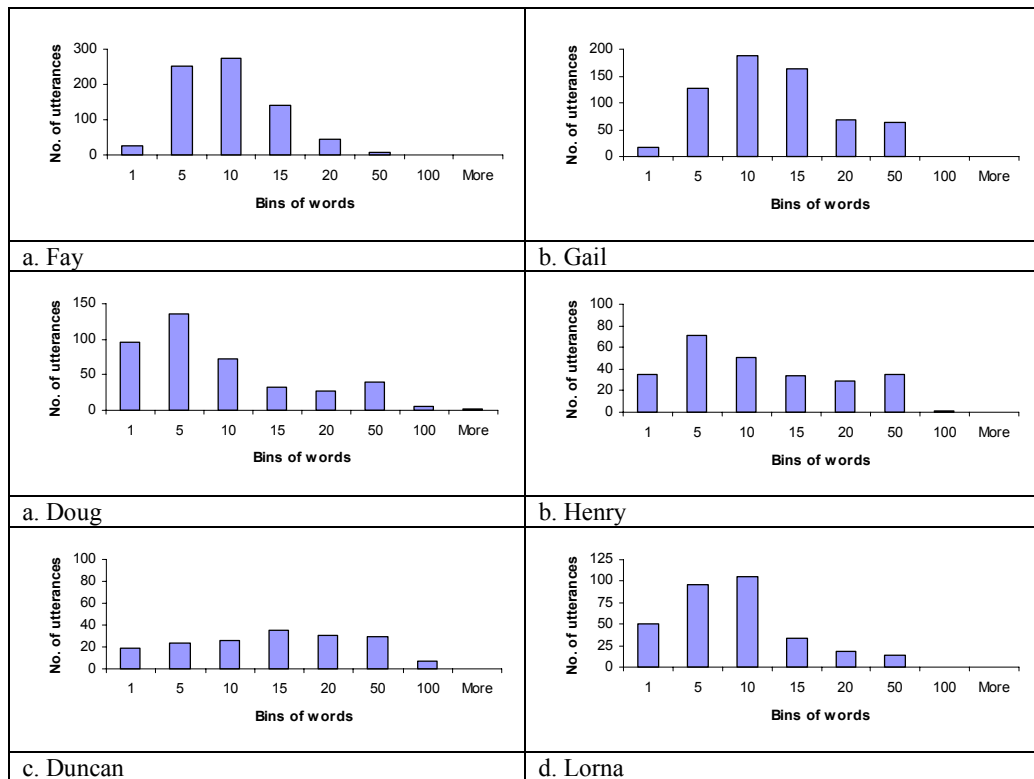 300
200
100
0
No. of utterances
1 5 10 15 20 50 100 More
Bins of words
a. Fay
200
150
100
50
0
No. of utterances
1 5 10 15 20 50 100 More
Bins of words
b. Gail
150
100
50
0
No. of utterances
1 5 10 15 20 50 100 More
Bins of words
a. Doug
100
80
60
40
20
0
No. of utterances
1 5 10 15 20 50 100 More
Bins of words
b. Henry
100
80
60
40
20
0
No. of utterances
1 5 10 15 20 50 100 More
Bins of words
c. Duncan
125
100
75
50
25
0
No. of utterances
1 5 10 15 20 50 100 More
Bins of words
d. Lorna